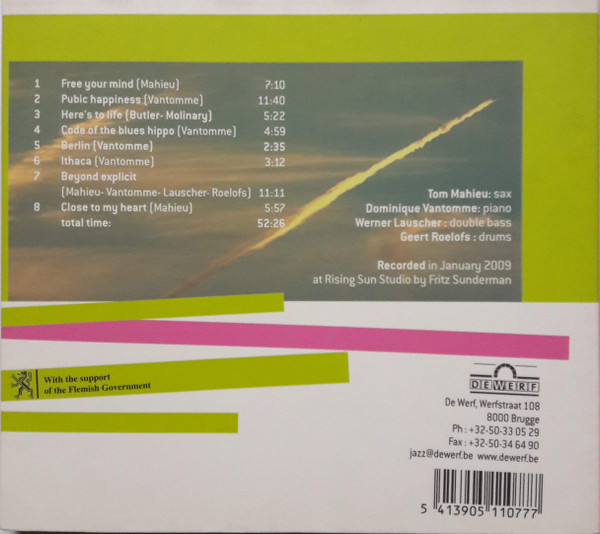 1 Free your mind (Mahieu) 7:10
2 Pubic happiness (Vantomme) 11:40
3 Here's to life (Butler- Molinary) 5:22
4 Code of the blues hippo (Vantomme) 4:59
5 Berlin (Vantomme) 2:35
6 Ithaca (Vantomme) 3:12
7 Beyond explicit
(Mahieu- Vantomme- Lauscher- Roelofs) 11:11
8 Close to my heart (Mahieu) 5:57
total time: 52:26
Tom Mahieu: sax
Dominique Vantomme: piano
Werner Lauscher : double bass
Geert Roelofs : drums
Recorded in January 2009
at Rising Sun Studio by Fritz Sunderman
With the support
of the Flemish Government
DEWERF
De Werf, Werfstraat 108
8000 Brugge
Ph : +32-50-33 05 29
Fax : +32-50-34 64 90
jazz@dewerf.be www.dewerf.be
5 413905 110777